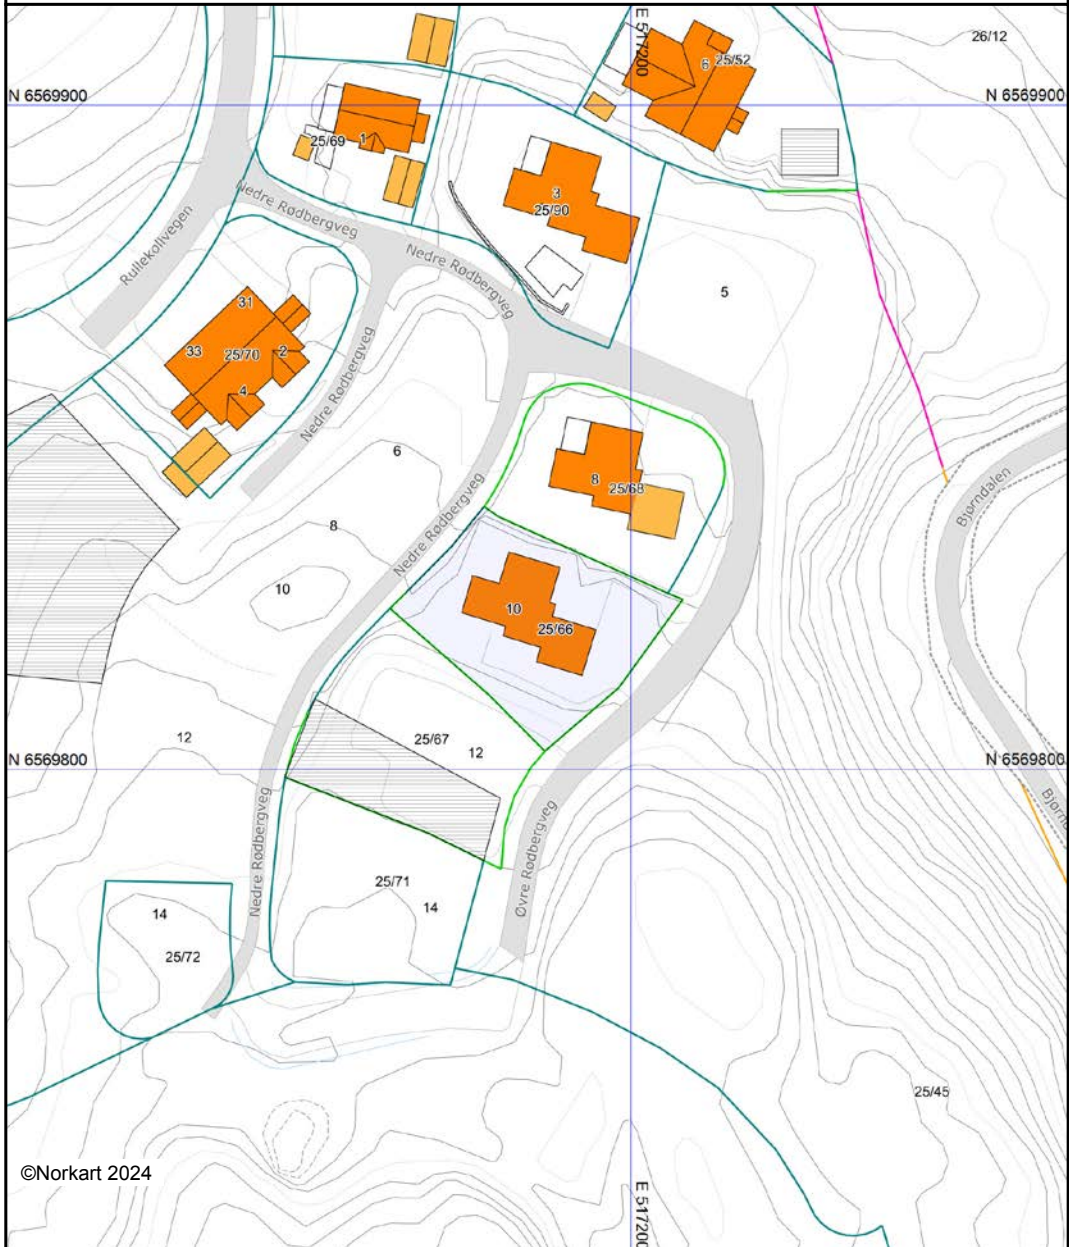 E 517200
26/12
6
25/52
N 6569900
N 6569900
1
25/69
3
25/90
Nedre Rødbergveg
Nedre Rødbergveg
Rullekollvegen
5
31
33
25/70
2
4
Nedre Rødbergveg
6
8
25/68
Nedre Rødbergveg
Bjørndalen
8
10
10
25/66
12
25/67
12
N 6569800
N 6569800
Nedre Rødbergveg
Øvre Rødbergveg
25/71
14
14
25/72
25/45
©Norkart 2024
E 517200